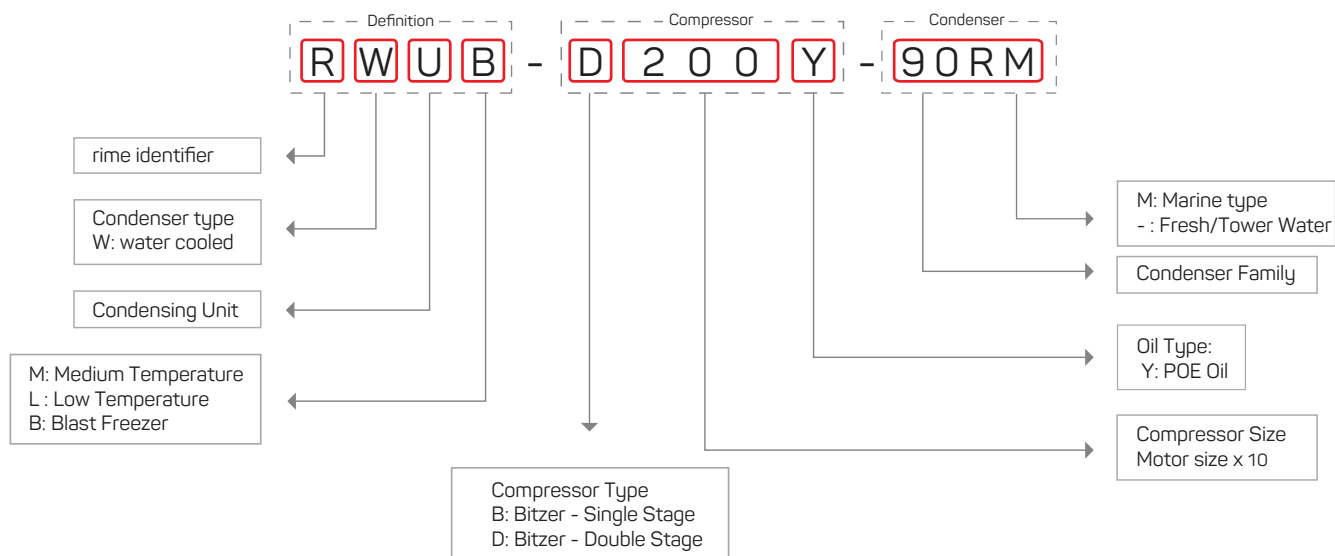 Definition
Compressor
Condenser
R W U B - D 2 0 0 Y - 9 0 R M
rime identifier
Condenser type
W: water cooled
Condensing Unit
M: Medium Temperature
L : Low Temperature
B: Blast Freezer
Compressor Type
B: Bitzer - Single Stage
D: Bitzer - Double Stage
M: Marine type
- : Fresh/Tower Water
Condenser Family
Oil Type:
Y: POE Oil
Compressor Size
Motor size x 10